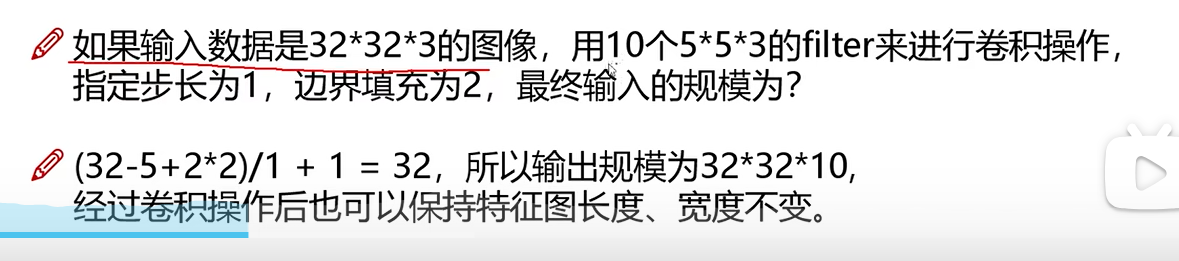 如果输入数据是32*32*3的图像，用10个5*5*3的filter来进行卷积操作，
指定步长为1，边界填充为2，最终输入的规模为？
(32-5+2*2)/1 + 1 = 32，所以输出规模为32*32*10,
经过卷积操作后也可以保持特征图长度、宽度不变。